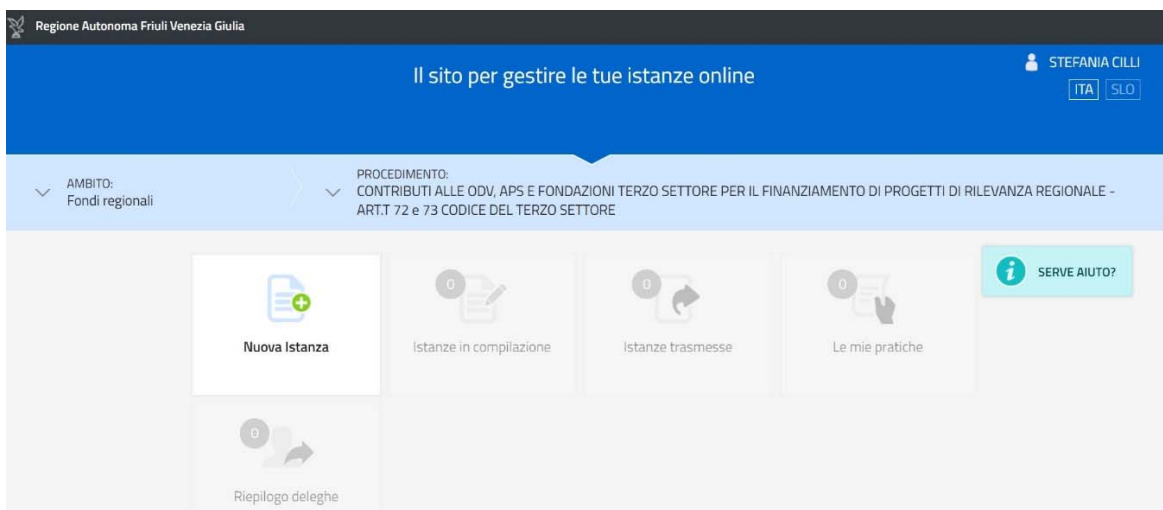 Regione Autonoma Friuli Venezia Giulia
Il sito per gestire le tue istanze online
STEFANIA CILLI
ITA SLO
AMBITO:
Fondi regionali
PROCEDIMENTO:
CONTRIBUTI ALLE ODV, APS E FONDAZIONI TERZO SETTORE PER IL FINANZIAMENTO DI PROGETTI DI RILEVANZA REGIONALE -
ART.T 72 e 73 CODICE DEL TERZO SETTORE
SERVE AIUTO?
Nuova Istanza
0
Istanze in compilazione
0
Istanze trasmesse
0
Le mie pratiche
0
Riepilogo deleghe